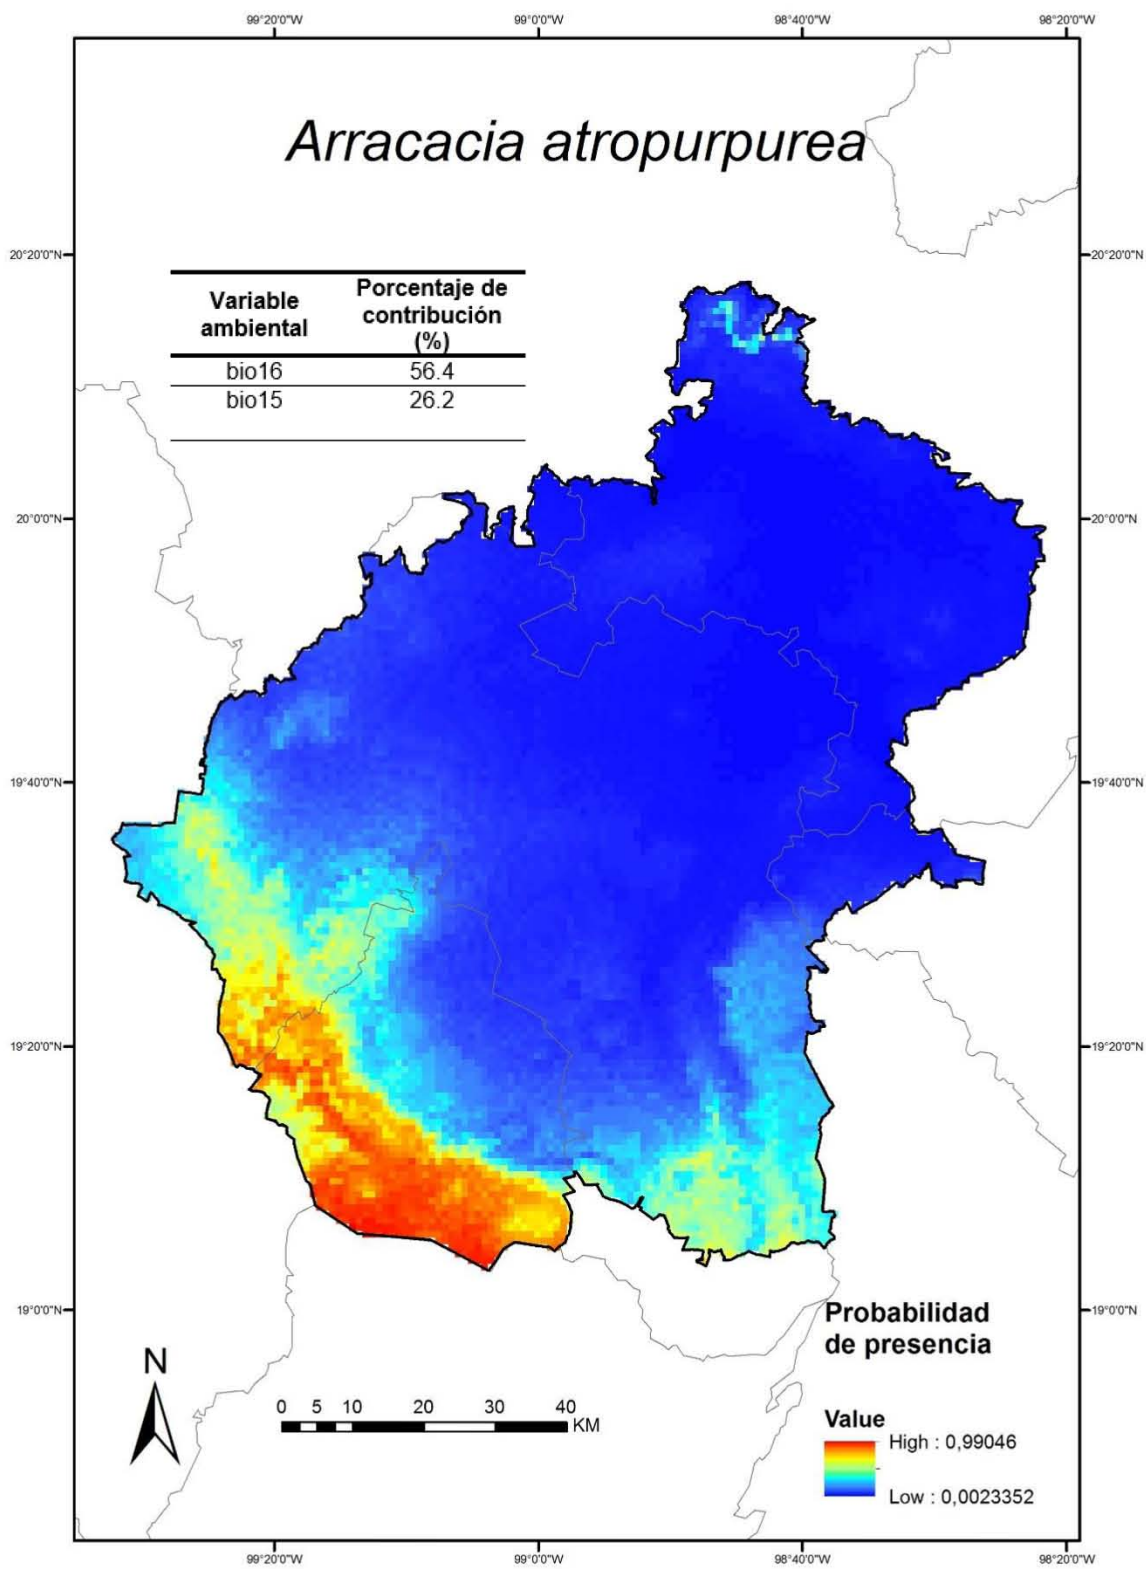 99°20'0"W 99°0'0"W 98°40'0"W 98°20'0"W
Arracacia atropurpurea
20°20'0"N 20°20'0"N
Variable ambiental Porcentaje de contribución (%)
bio16 56.4
bio15 26.2
20°0'0"N 20°0'0"N
19°40'0"N 19°40'0"N
19°20'0"N 19°20'0"N
19°0'0"N 19°0'0"N
Probabilidad
de presencia
N
0 5 10 20 30 40
KM
Value
High : 0,99046
Low : 0,0023352
99°20'0"W 99°0'0"W 98°40'0"W 98°20'0"W